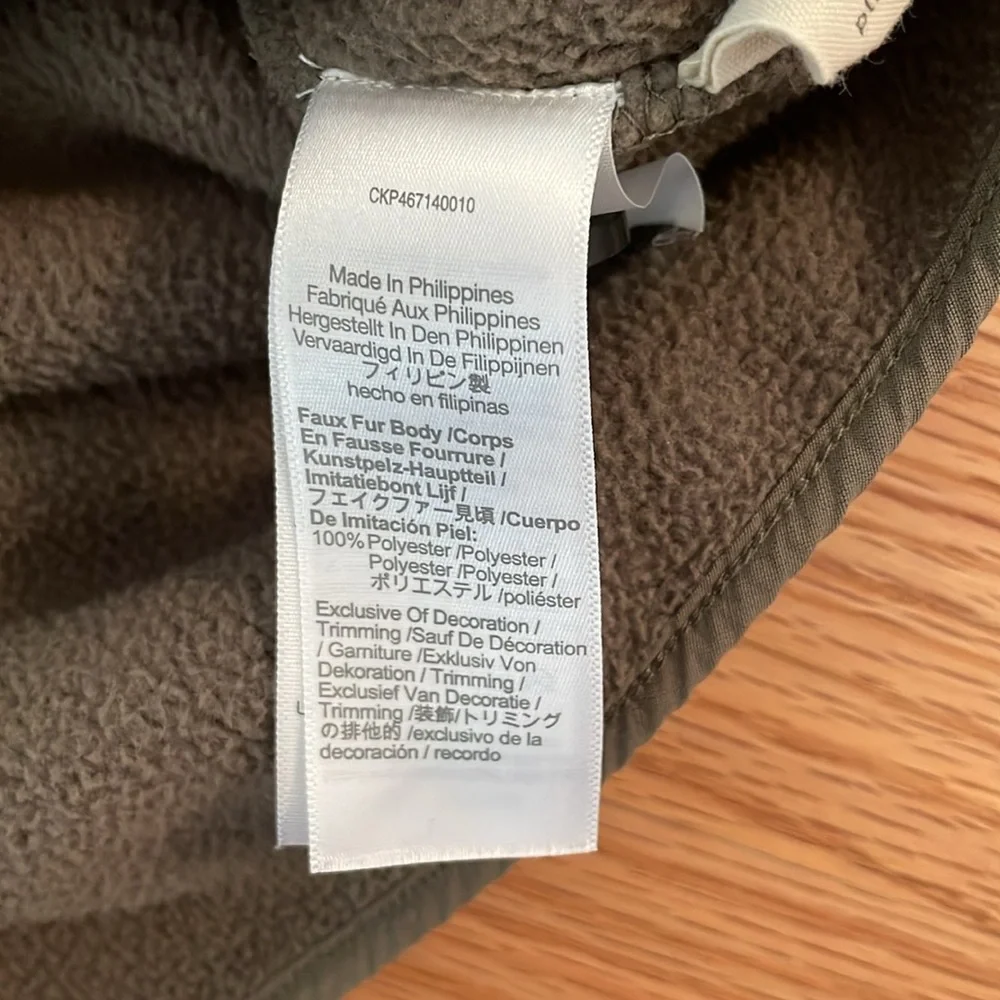 CKP467140010
Made In Philippines
Fabriqué Aux Philippines
Hergestellt In Den Philippinen
Vervaardigd In De Filippijnen
フィリピン製
hecho en filipinas
Faux Fur Body /Corps
En Fausse Fourrure /
Kunstpelz-Hauptteil /
Imitatiebont Lijf /
フェイクファー見頃 /Cuerpo
De Imitación Piel:
100% Polyester /Polyester /
Polyester /Polyester /
ポリエステル /poliéster
Exclusive Of Decoration /
Trimming /Sauf De Décoration
/ Garniture /Exklusiv Von
Dekoration / Trimming /
Exclusief Van Decoratie /
Trimming /装飾/トリミング
の排他的 /exclusivo de la
decoración / recordo